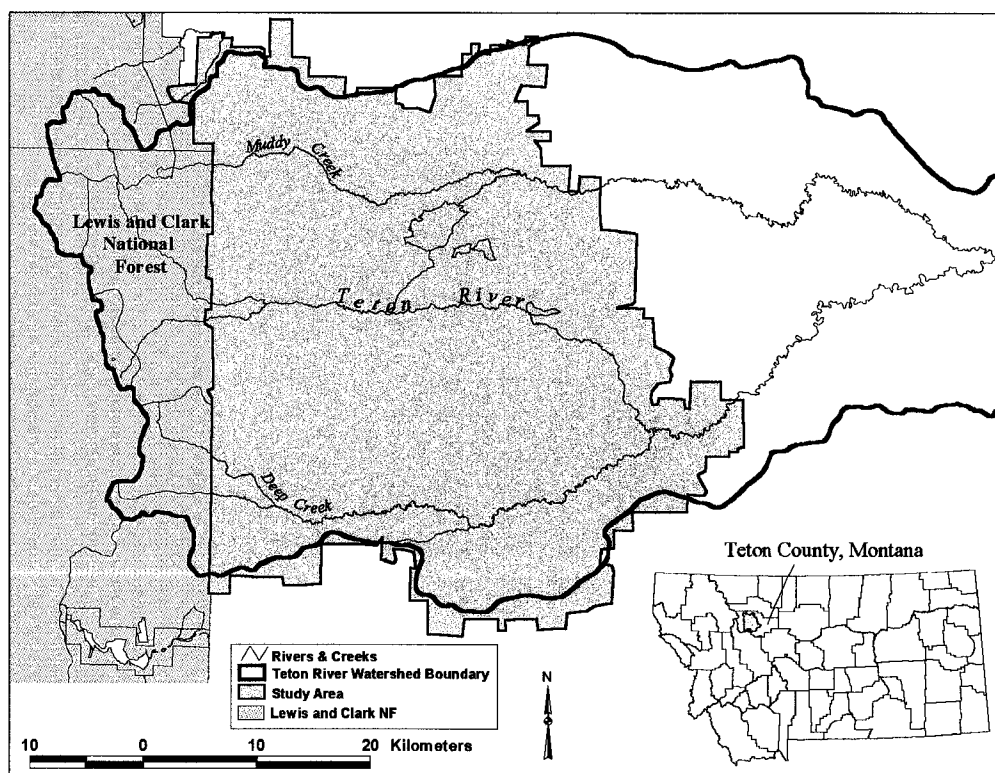 Muddy Creek
Lewis and Clark
National
Forest
Teton River
Deep Creek
Teton County, Montana
Rivers & Creeks
Teton River Watershed Boundary
Study Area
Lewis and Clark NF
N
10 0 10 20 Kilometers